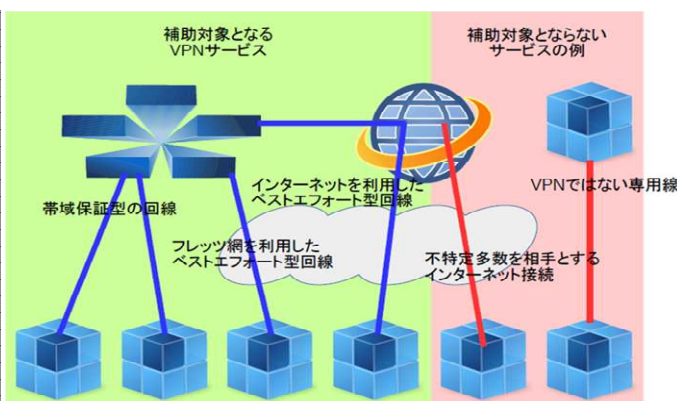 補助対象となる
VPNサービス
補助対象とならない
サービスの例
インターネットを利用した
ベストエフォート型回線
VPNではない専用線
帯域保証型の回線
フレッツ網を利用した
ベストエフォート型回線
不特定多数を相手とする
インターネット接続